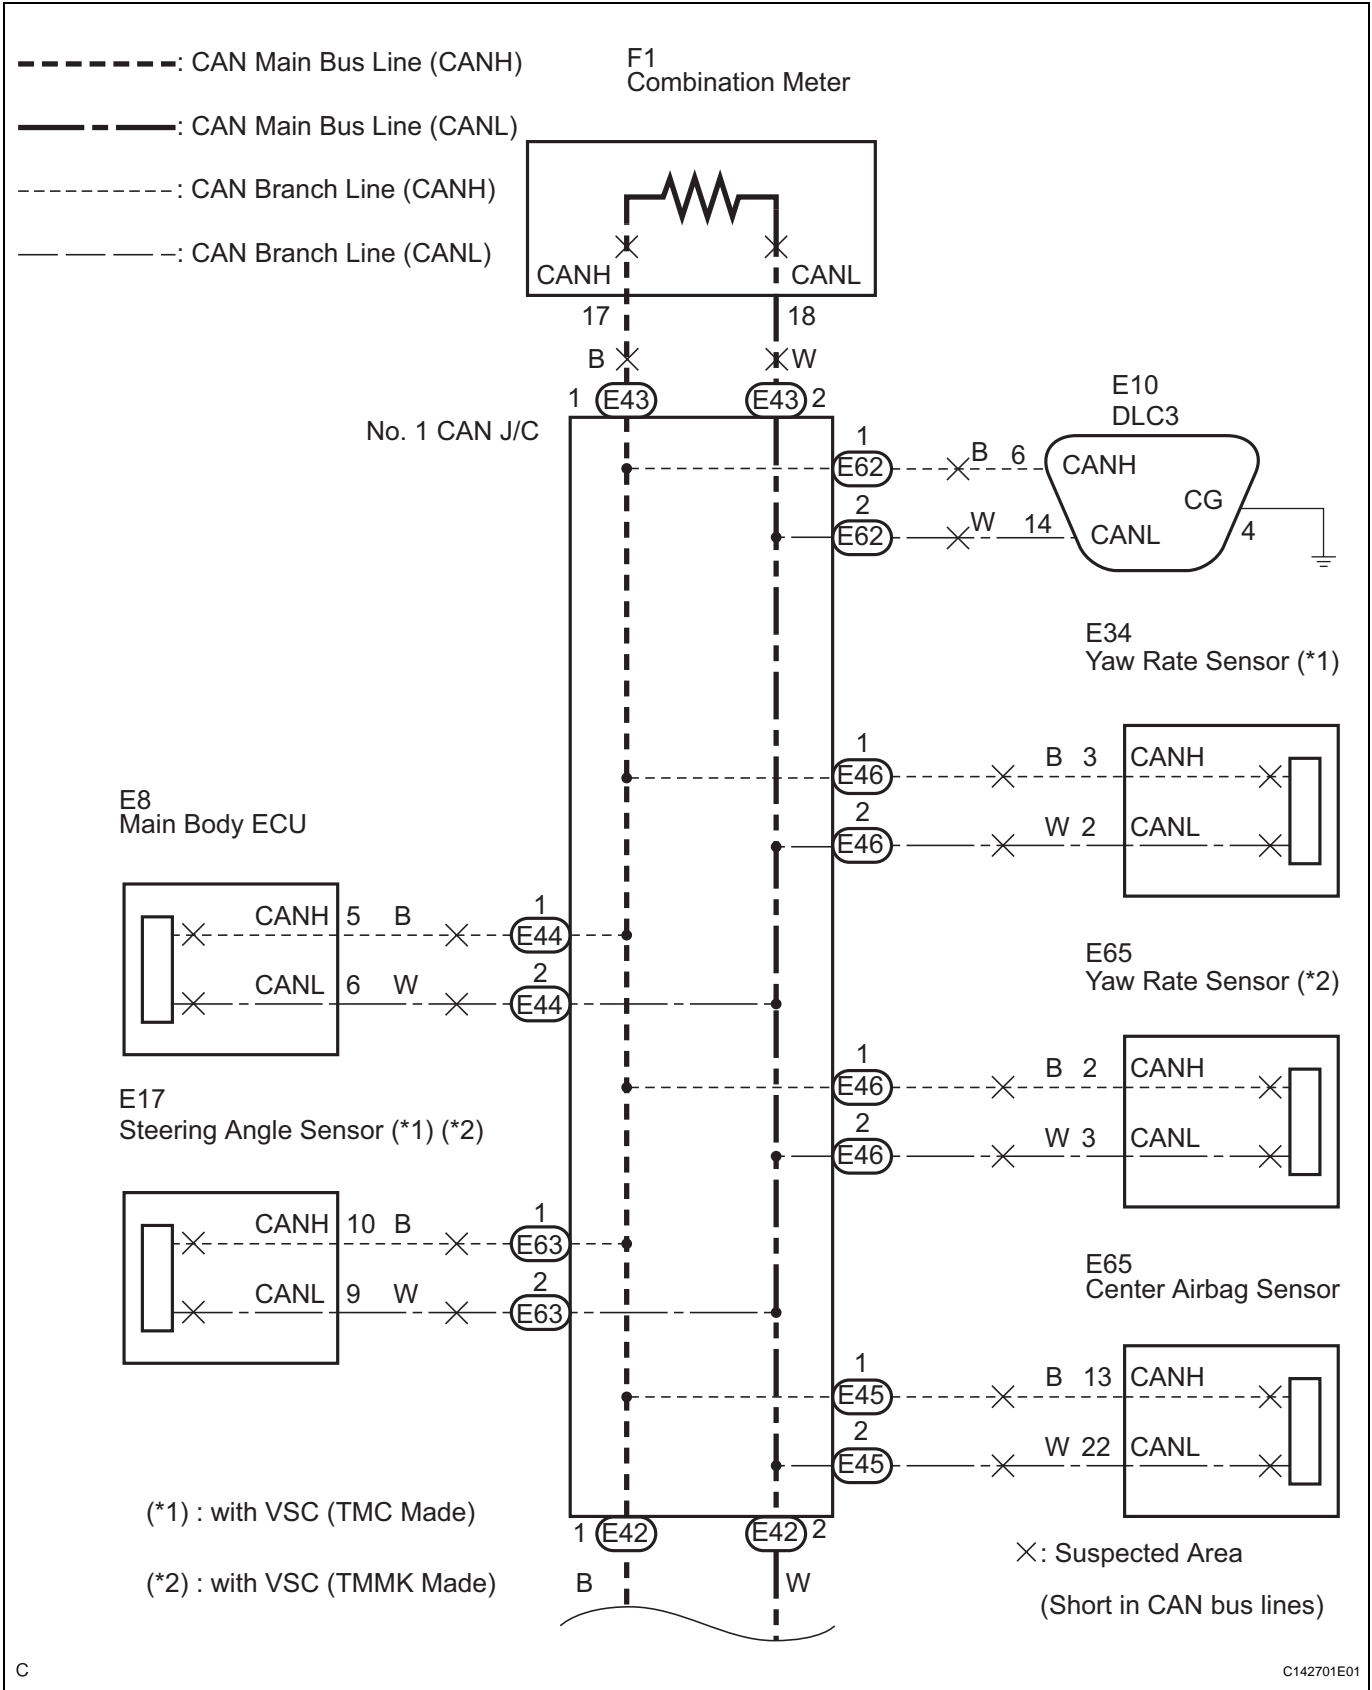 : CAN Main Bus Line (CANH)
: CAN Main Bus Line (CANL)
: CAN Branch Line (CANH)
: CAN Branch Line (CANL)
F1
Combination Meter
CANH CANL
17 18
B W
1 E43 E43 2
No. 1 CAN J/C
E10
DLC3
1
E62 B 6 CANH
CG
4
2
E62 W 14 CANL
E34
Yaw Rate Sensor (*1)
1
E46 B 3 CANH
2
E46 W 2 CANL
E8
Main Body ECU
CANH 5 B 1
E44
CANL 6 W 2
E44
E65
Yaw Rate Sensor (*2)
1
E46 B 2 CANH
2
E46 W 3 CANL
E17
Steering Angle Sensor (*1) (*2)
CANH 10 B 1
E63
CANL 9 W 2
E63
E65
Center Airbag Sensor
1
E45 B 13 CANH
2
E45 W 22 CANL
1 E42 E42 2
B W
(*1) : with VSC (TMC Made)
(*2) : with VSC (TMMK Made)
: Suspected Area
(Short in CAN bus lines)
C
C142701E01